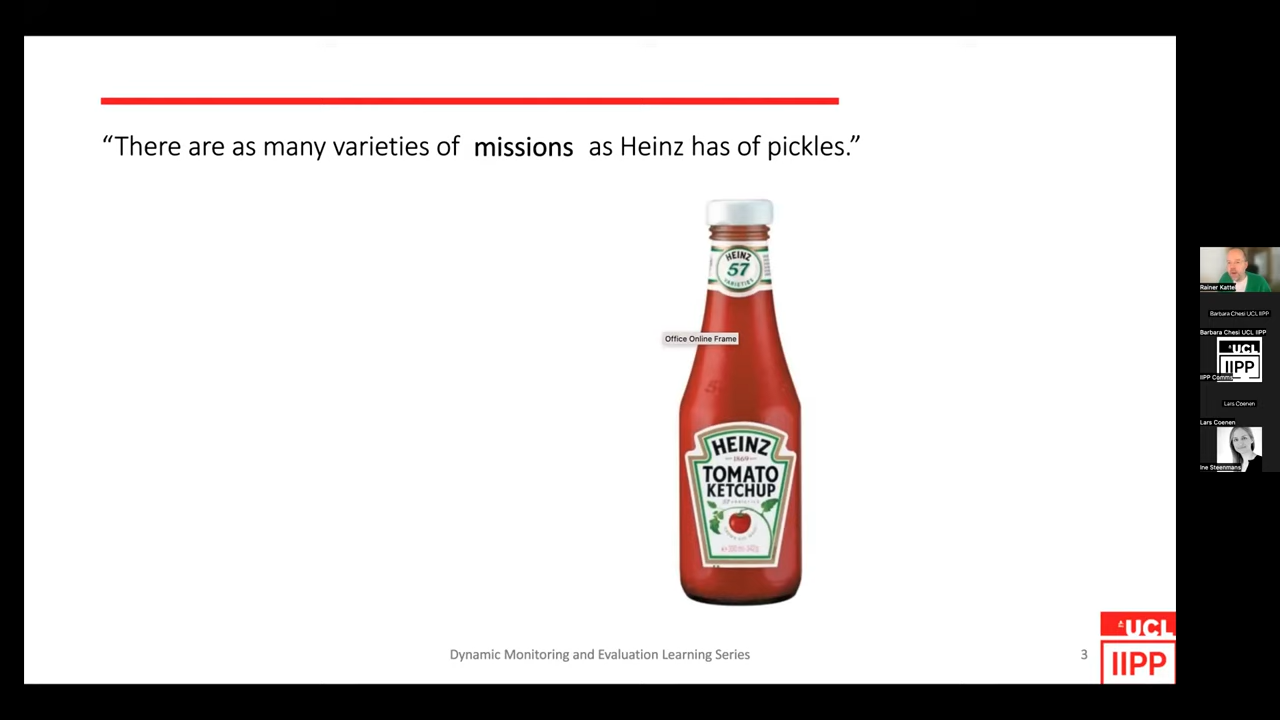 “There are as many varieties of missions as Heinz has of pickles.”
HEINZ
57
VARIETIES
Office Online Frame
HEINZ
TOMATO
KETCHUP
Dynamic Monitoring and Evaluation Learning Series
3
UCL
IIPP
Rainer Kattel
Barbara Chesi UCL IIPP
Barbara Chesi UCL IIPP
UCL
IIPP
IIPP Comms
Lars Coenen
Lars Coenen
Ine Steenmans